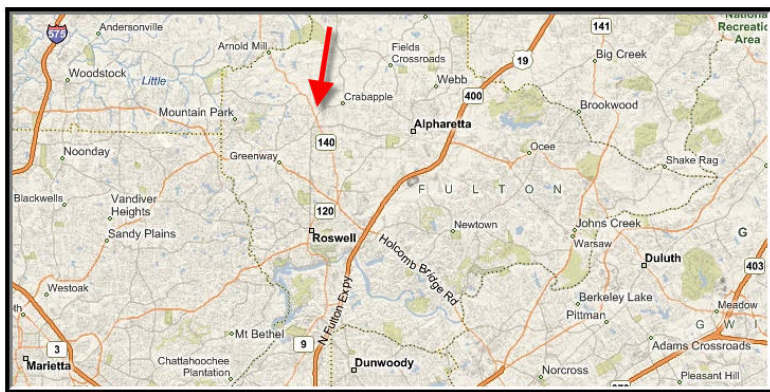 575
Andersonville
Arnold Mill
141
National
Recreation
Area
Fields
Crossroads
19
Big Creek
Woodstock
Little
Webb
400
Crabapple
Brookwood
Mountain Park
Alpharetta
140
Ocee
Noonday
Greenway
Shake Rag
FULTON
Blackwells
Vandiver
Heights
120
Newtown
Johns Creek
Roswell
Sandy Plains
Warsaw
G
Holcomb Bridge Rd
Duluth
403
Westoak
N Fulton Expy
Berkeley Lake
Meadow
th
Pittman
GWI
Mt Bethel
3
9
Adams Crossroads
Marietta
Chattahoochee
Plantation
Dunwoody
Norcross
Pleasant Hill